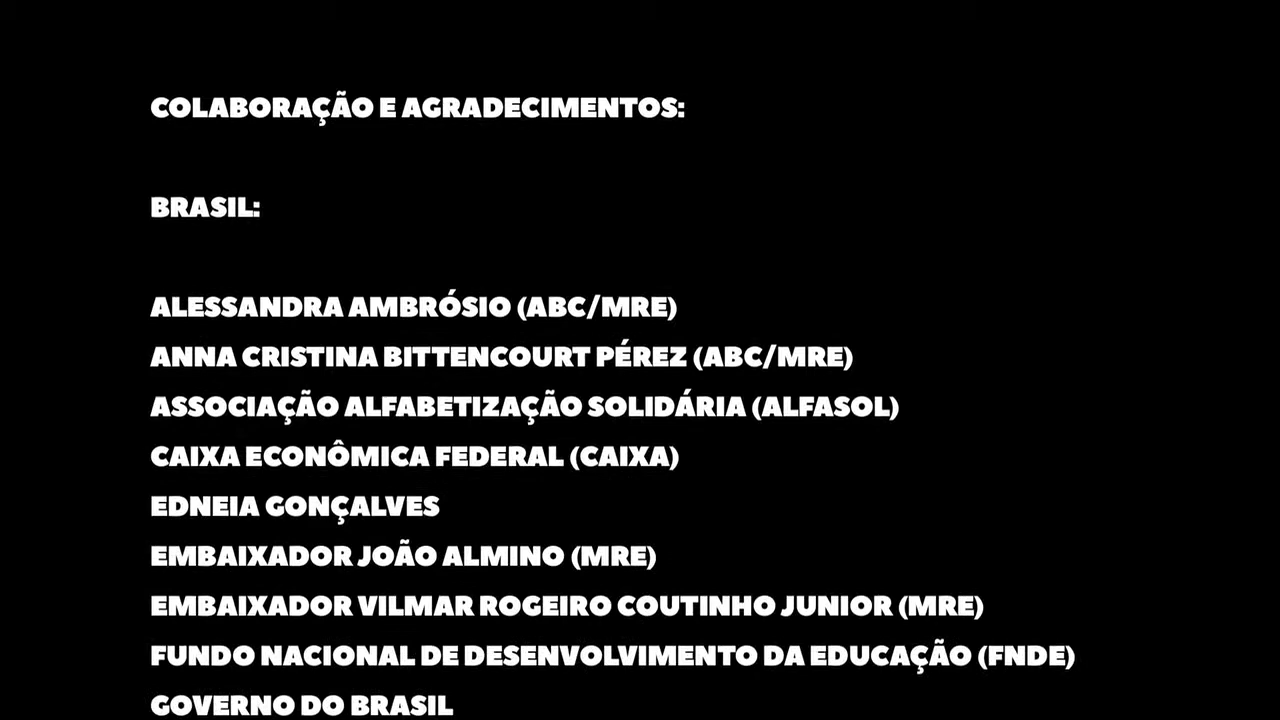 COLABORAÇÃO E AGRADECIMENTOS:
BRASIL:
ALESSANDRA AMBRÓSIO (ABC/MRE)
ANNA CRISTINA BITTENCOURT PÉREZ (ABC/MRE)
ASSOCIAÇÃO ALFABETIZAÇÃO SOLIDÁRIA (ALFASOL)
CAIXA ECONÔMICA FEDERAL (CAIXA)
EDNEIA GONÇALVES
EMBAIXADOR JOÃO ALMINO (MRE)
EMBAIXADOR VILMAR ROGEIRO COUTINHO JUNIOR (MRE)
FUNDO NACIONAL DE DESENVOLVIMENTO DA EDUCAÇÃO (FNDE)
GOVERNO DO BRASIL